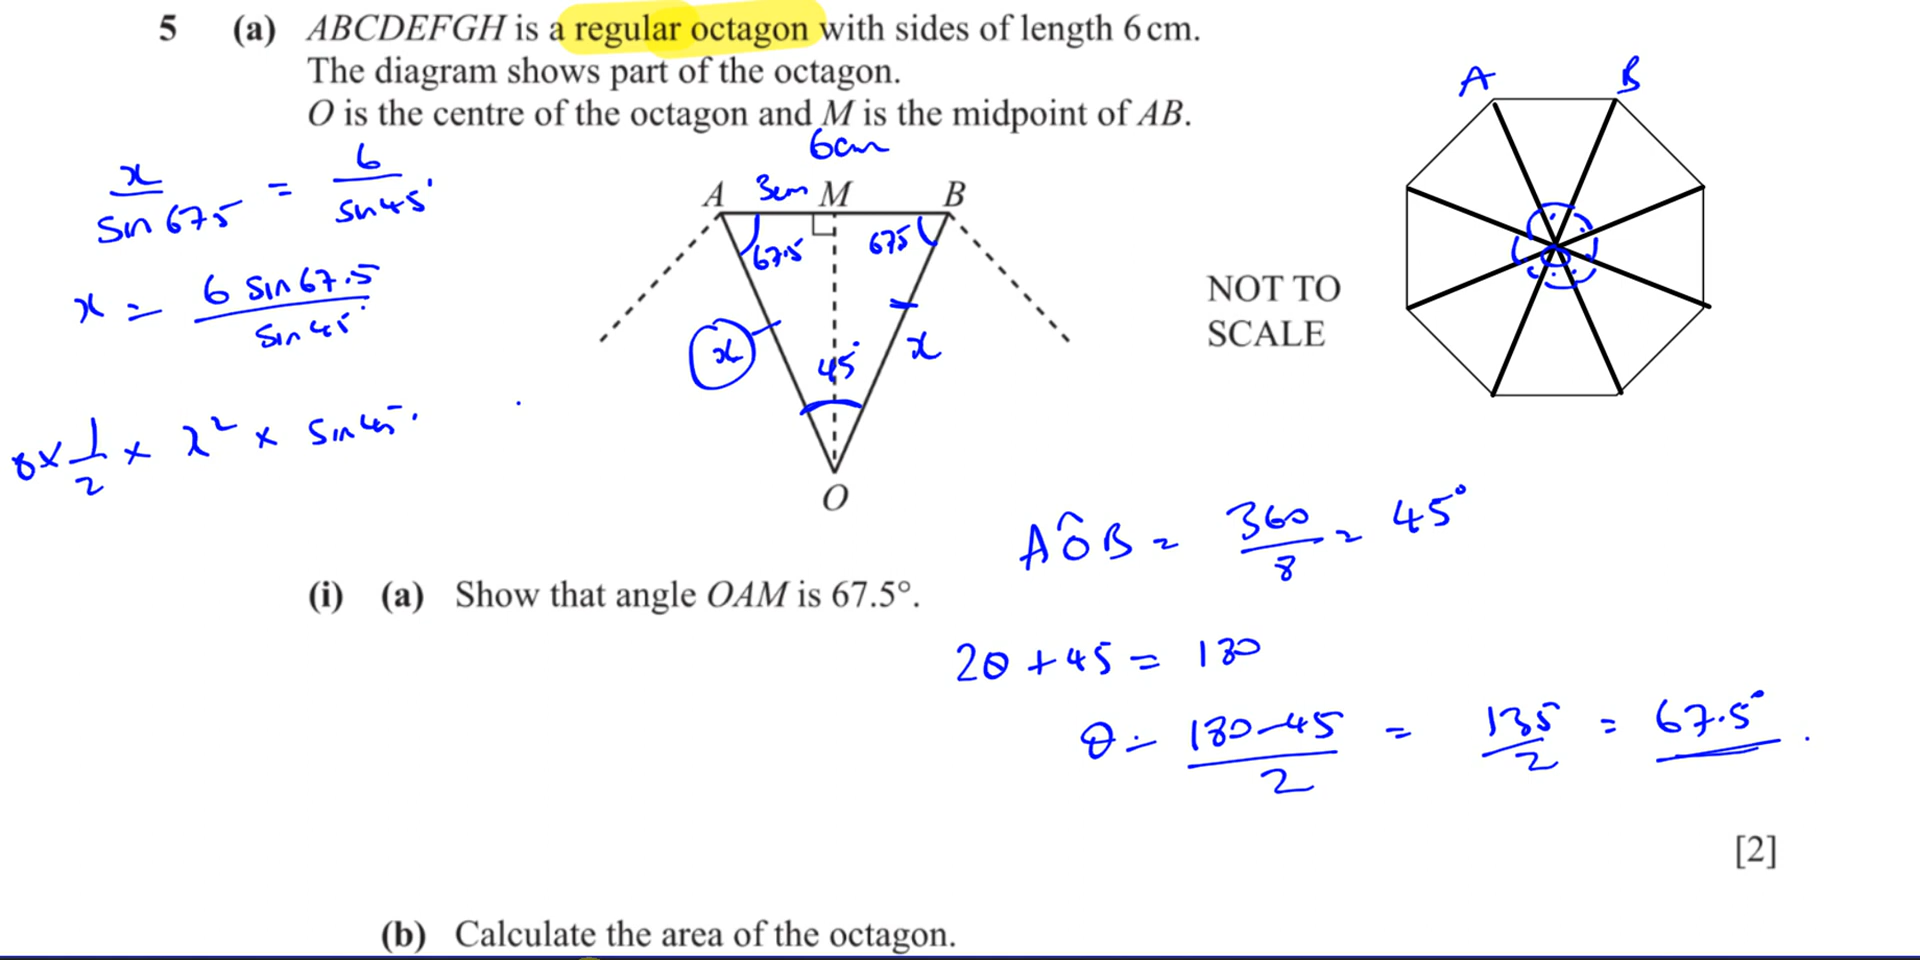 5 (a) ABCDEFGH is a regular octagon with sides of length 6 cm.
The diagram shows part of the octagon.
O is the centre of the octagon and M is the midpoint of AB.
x / sin 67.5 = 6 / sin 45°
x = 6 sin 67.5 / sin 45°
8 × 1/2 × x² × sin 45°
6cm
A 3cm M B
67.5 67.5
x x
45°
O
NOT TO
SCALE
A B
AÔB = 360/8 = 45°
(i) (a) Show that angle OAM is 67.5°.
2θ + 45 = 180
θ = 180 - 45 / 2 = 135/2 = 67.5°
[2]
(b) Calculate the area of the octagon.